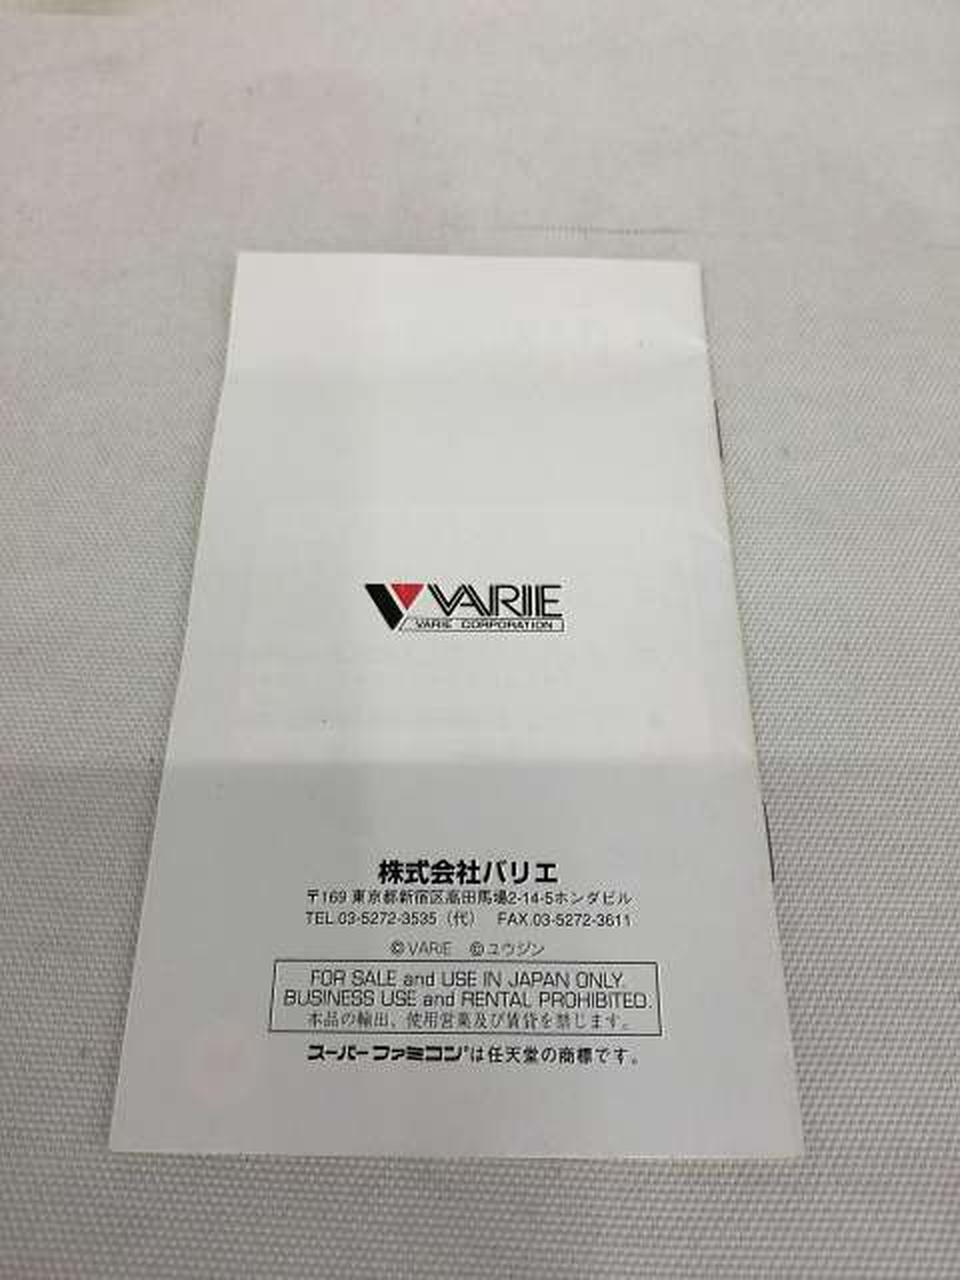 VARIE
VARIE CORPORATION
株式会社バリエ
〒169 東京都新宿区高田馬場2-14-5ホンダビル
TEL.03-5272-3535（代） FAX.03-5272-3611
©VARIE ©ユウジン
FOR SALE and USE IN JAPAN ONLY
BUSINESS USE and RENTAL PROHIBITED.
本品の輸出、使用営業及び賃貸を禁じます。
スーパーファミコン®は任天堂の商標です。